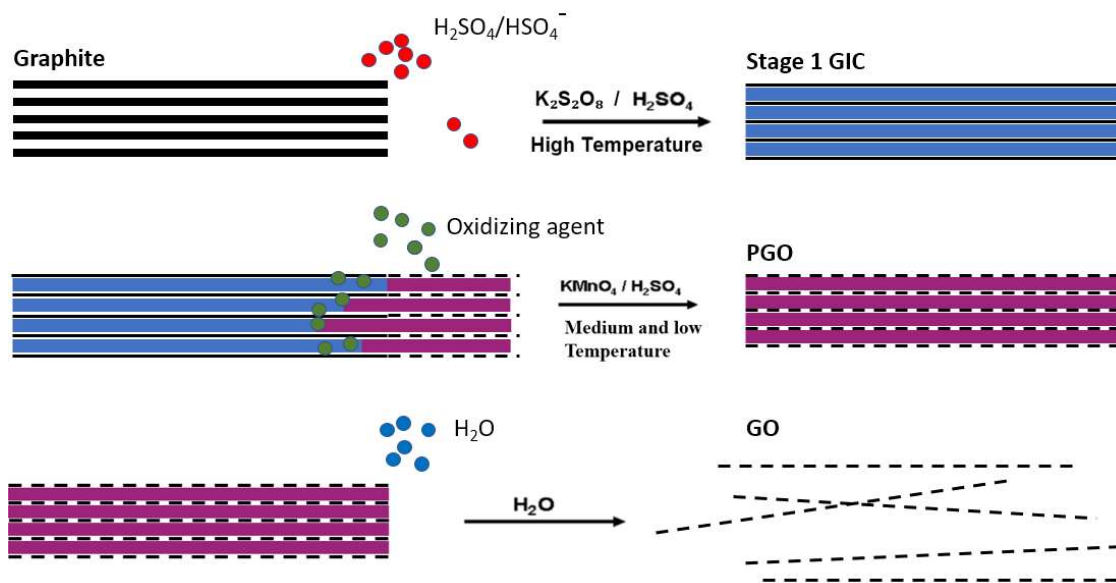 H₂SO₄/HSO₄⁻
Graphite
Stage 1 GIC
K₂S₂O₈ / H₂SO₄
High Temperature
Oxidizing agent
PGO
KMnO₄ / H₂SO₄
Medium and low
Temperature
H₂O
GO
H₂O